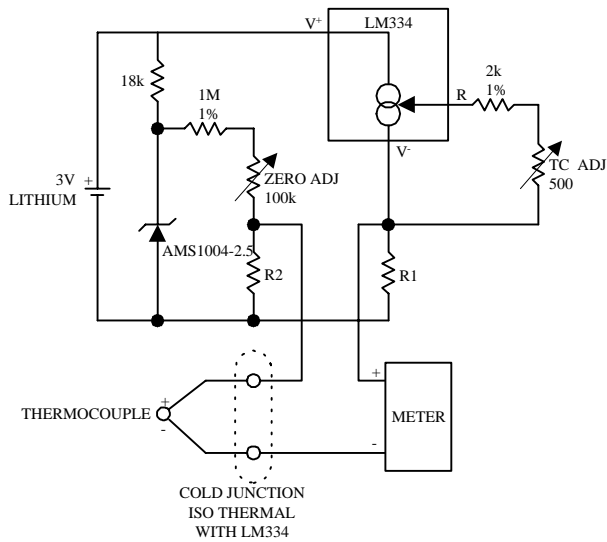 V+
LM334
18k
1M
1%
2k
1%
R
V-
3V
LITHIUM
+
ZERO ADJ
100k
TC ADJ
500
AMS1004-2.5
R2
R1
+
-
METER
THERMOCOUPLE
+
-
COLD JUNCTION
ISO THERMAL
WITH LM334